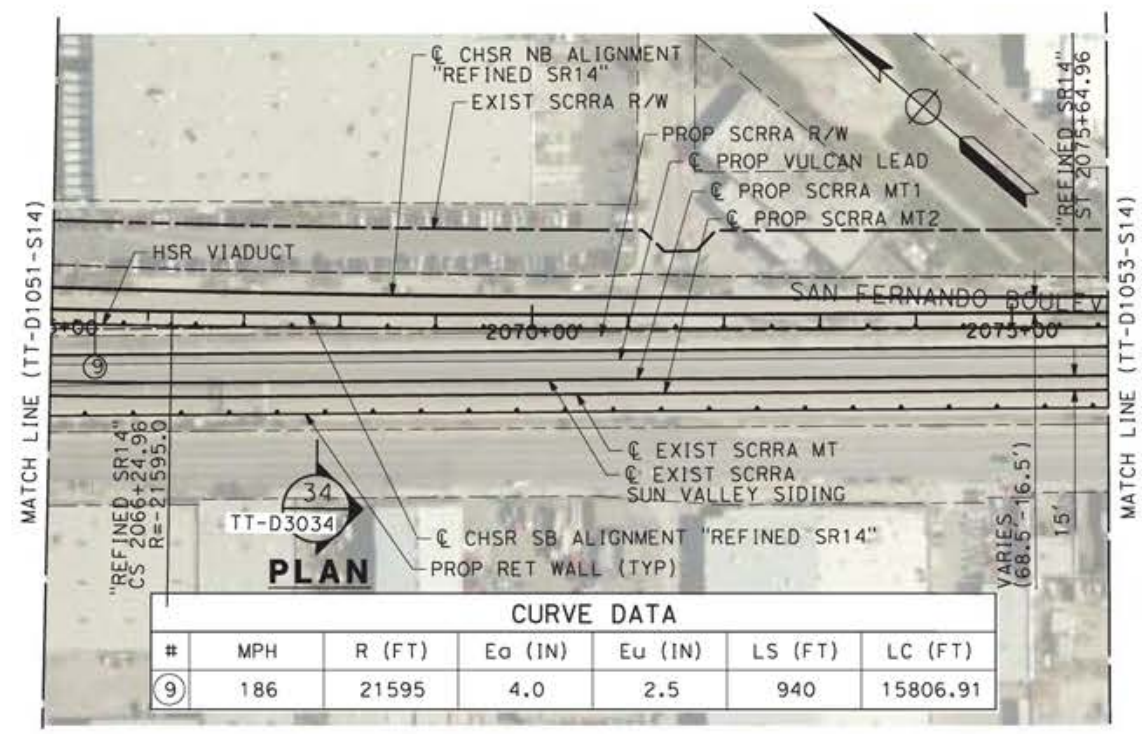 ℄ CHSR NB ALIGNMENT
"REFINED SR14"
EXIST SCRRA R/W
PROP SCRRA R/W
℄ PROP VULCAN LEAD
℄ PROP SCRRA MT1
℄ PROP SCRRA MT2
"REFINED SR14"
ST 2075+64.96
MATCH LINE (TT-D1051-S14)
MATCH LINE (TT-D1053-S14)
HSR VIADUCT
SAN FERNANDO BOULEV
5+00
2070+00
2075+00
9
℄ EXIST SCRRA MT
℄ EXIST SCRRA
SUN VALLEY SIDING
"REFINED SR14"
CS 2066+24.96
R=-21595.0
34
TT-D3034
PLAN
℄ CHSR SB ALIGNMENT "REFINED SR14"
PROP RET WALL (TYP)
VARIES
(68.5'-16.5')
15'
CURVE DATA
# MPH R (FT) Ea (IN) Eu (IN) LS (FT) LC (FT)
9 186 21595 4.0 2.5 940 15806.91